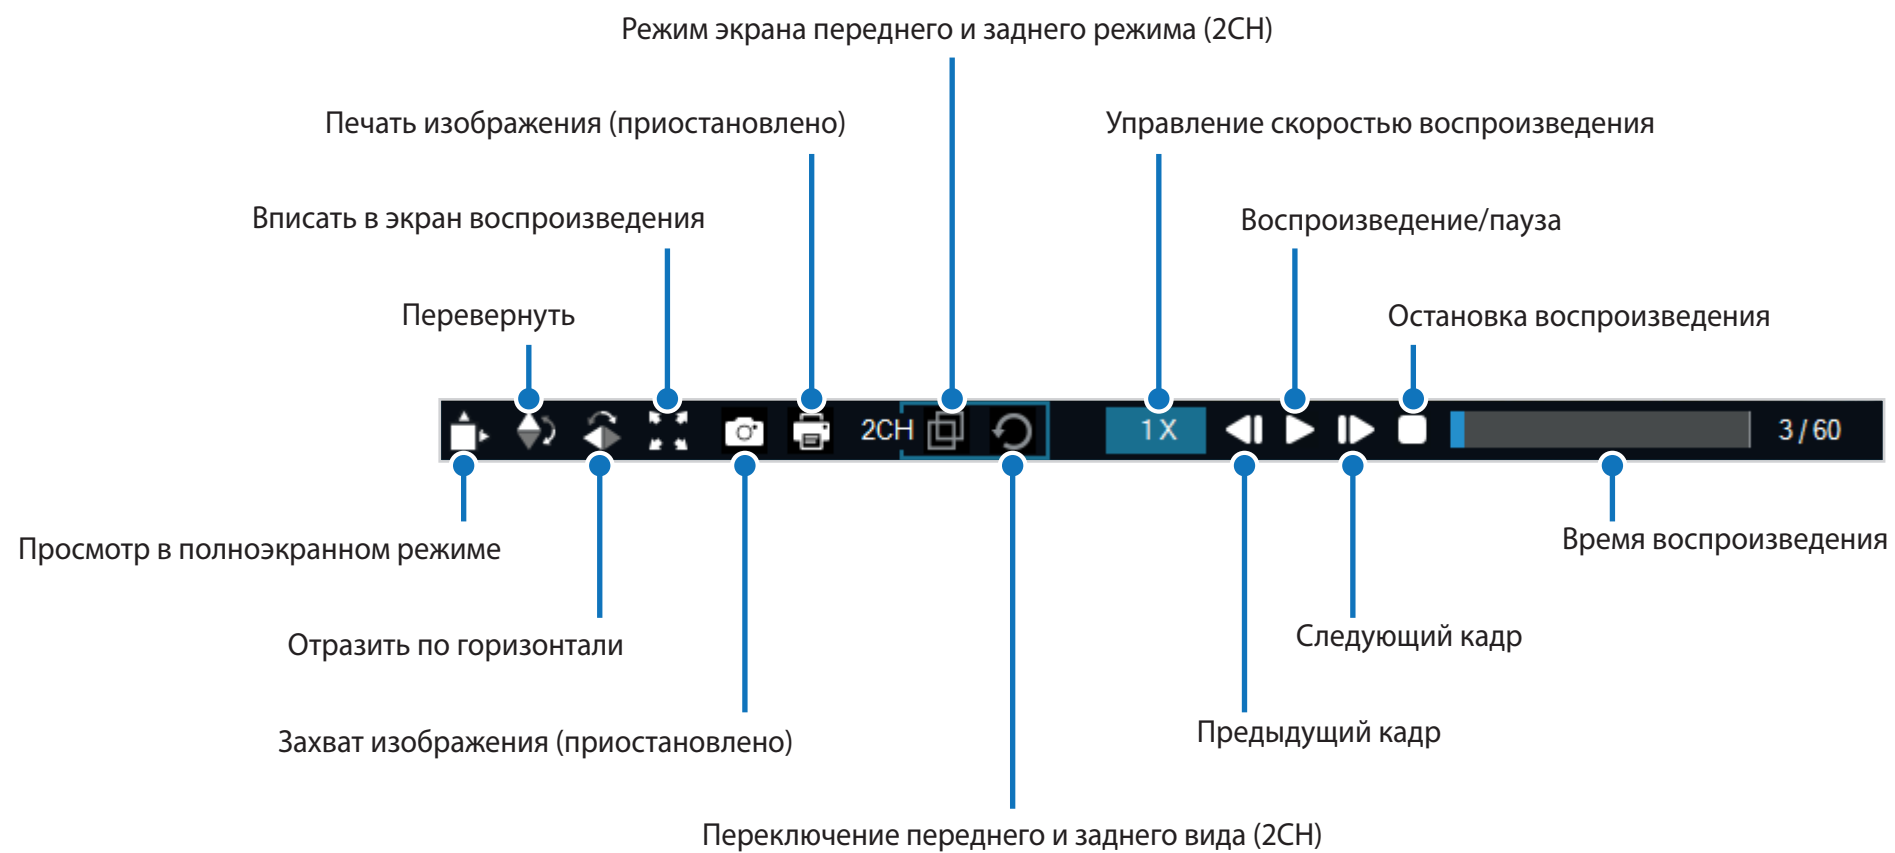 Режим экрана переднего и заднего режима (2CH)
Печать изображения (приостановлено)
Управление скоростью воспроизведения
Вписать в экран воспроизведения
Воспроизведение/пауза
Перевернуть
Остановка воспроизведения
2CH
1 X
3 / 60
Просмотр в полноэкранном режиме
Время воспроизведения
Отразить по горизонтали
Следующий кадр
Захват изображения (приостановлено)
Предыдущий кадр
Переключение переднего и заднего вида (2CH)